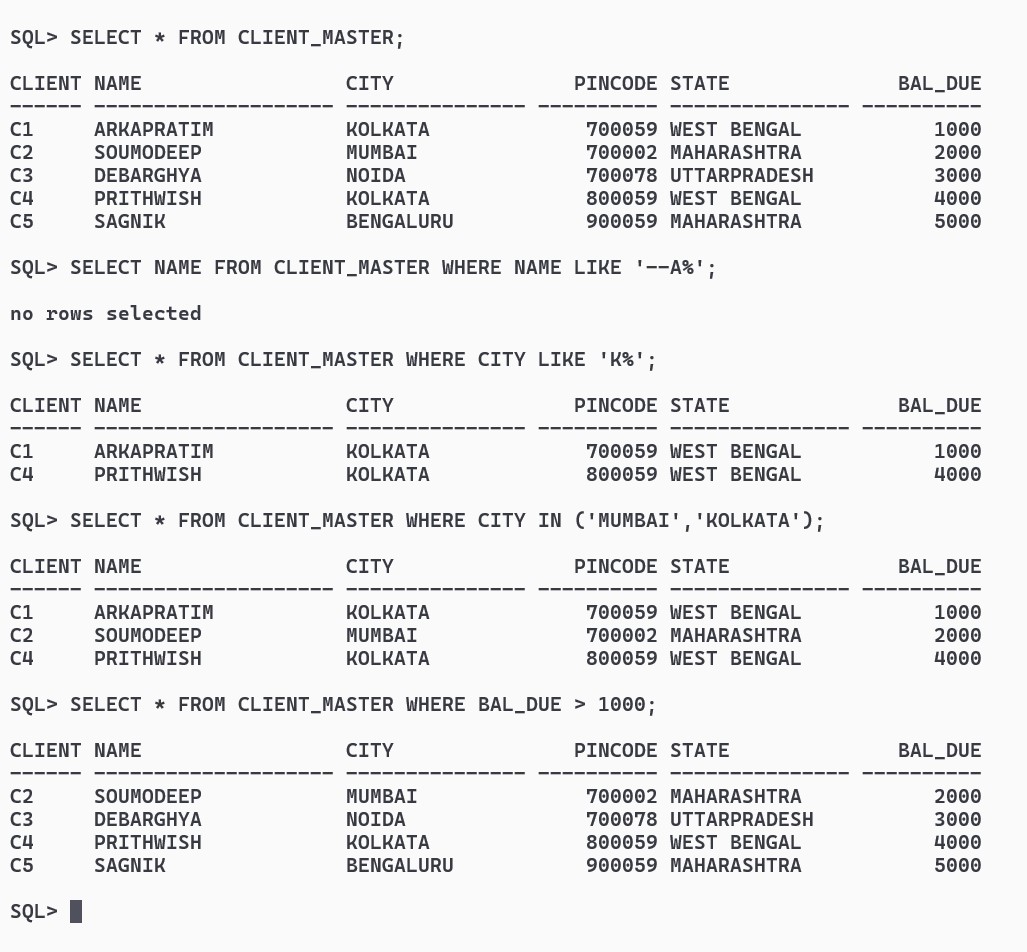 SQL> SELECT * FROM CLIENT_MASTER;
CLIENT NAME                 CITY               PINCODE STATE              BAL_DUE
------ -------------------- --------------- ---------- --------------- ----------
C1     ARKAPRATIM           KOLKATA             700059 WEST BENGAL           1000
C2     SOUMODEEP            MUMBAI              700002 MAHARASHTRA           2000
C3     DEBARGHYA            NOIDA               700078 UTTARPRADESH          3000
C4     PRITHWISH            KOLKATA             800059 WEST BENGAL           4000
C5     SAGNIK               BENGALURU           900059 MAHARASHTRA           5000
SQL> SELECT NAME FROM CLIENT_MASTER WHERE NAME LIKE '--A%';
no rows selected
SQL> SELECT * FROM CLIENT_MASTER WHERE CITY LIKE 'K%';
CLIENT NAME                 CITY               PINCODE STATE              BAL_DUE
------ -------------------- --------------- ---------- --------------- ----------
C1     ARKAPRATIM           KOLKATA             700059 WEST BENGAL           1000
C4     PRITHWISH            KOLKATA             800059 WEST BENGAL           4000
SQL> SELECT * FROM CLIENT_MASTER WHERE CITY IN ('MUMBAI','KOLKATA');
CLIENT NAME                 CITY               PINCODE STATE              BAL_DUE
------ -------------------- --------------- ---------- --------------- ----------
C1     ARKAPRATIM           KOLKATA             700059 WEST BENGAL           1000
C2     SOUMODEEP            MUMBAI              700002 MAHARASHTRA           2000
C4     PRITHWISH            KOLKATA             800059 WEST BENGAL           4000
SQL> SELECT * FROM CLIENT_MASTER WHERE BAL_DUE > 1000;
CLIENT NAME                 CITY               PINCODE STATE              BAL_DUE
------ -------------------- --------------- ---------- --------------- ----------
C2     SOUMODEEP            MUMBAI              700002 MAHARASHTRA           2000
C3     DEBARGHYA            NOIDA               700078 UTTARPRADESH          3000
C4     PRITHWISH            KOLKATA             800059 WEST BENGAL           4000
C5     SAGNIK               BENGALURU           900059 MAHARASHTRA           5000
SQL>